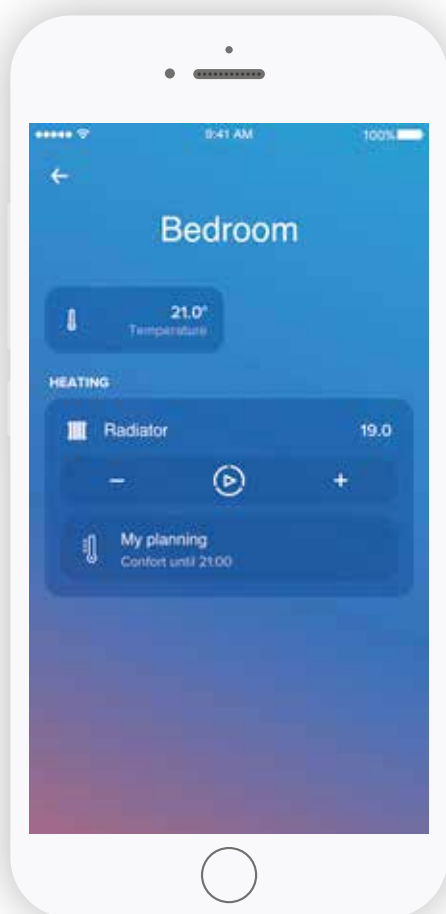 9:41 AM 100%
Bedroom
21.0°
Temperature
HEATING
Radiator 19.0
− +
My planning
Confort until 21:00